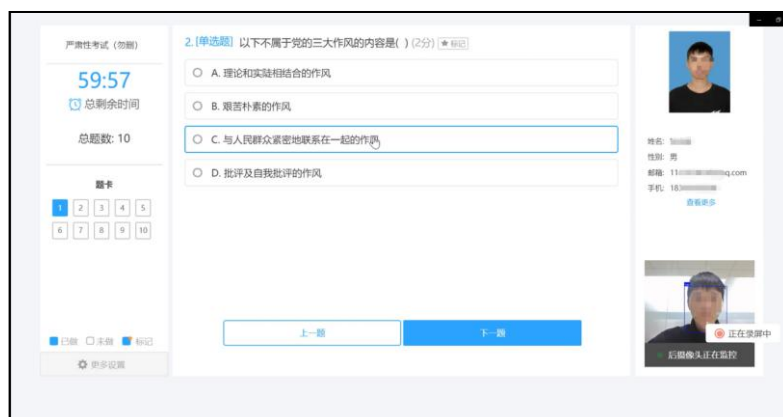 严肃性考试（勿删）
59:57
总剩余时间
总题数: 10
题卡
1 2 3 4 5
6 7 8 9 10
已做 未做 标记
更多设置
2. [单选题] 以下不属于党的三大作风的内容是( ) (2分) ★ 标记
A. 理论和实践相结合的作风
B. 艰苦朴素的作风
C. 与人民群众紧密地联系在一起的作风
D. 批评及自我批评的作风
上一题 下一题
姓名:
性别: 男
邮箱: 11 q.com
手机: 18
查看更多
正在录屏中
后摄像头正在监控